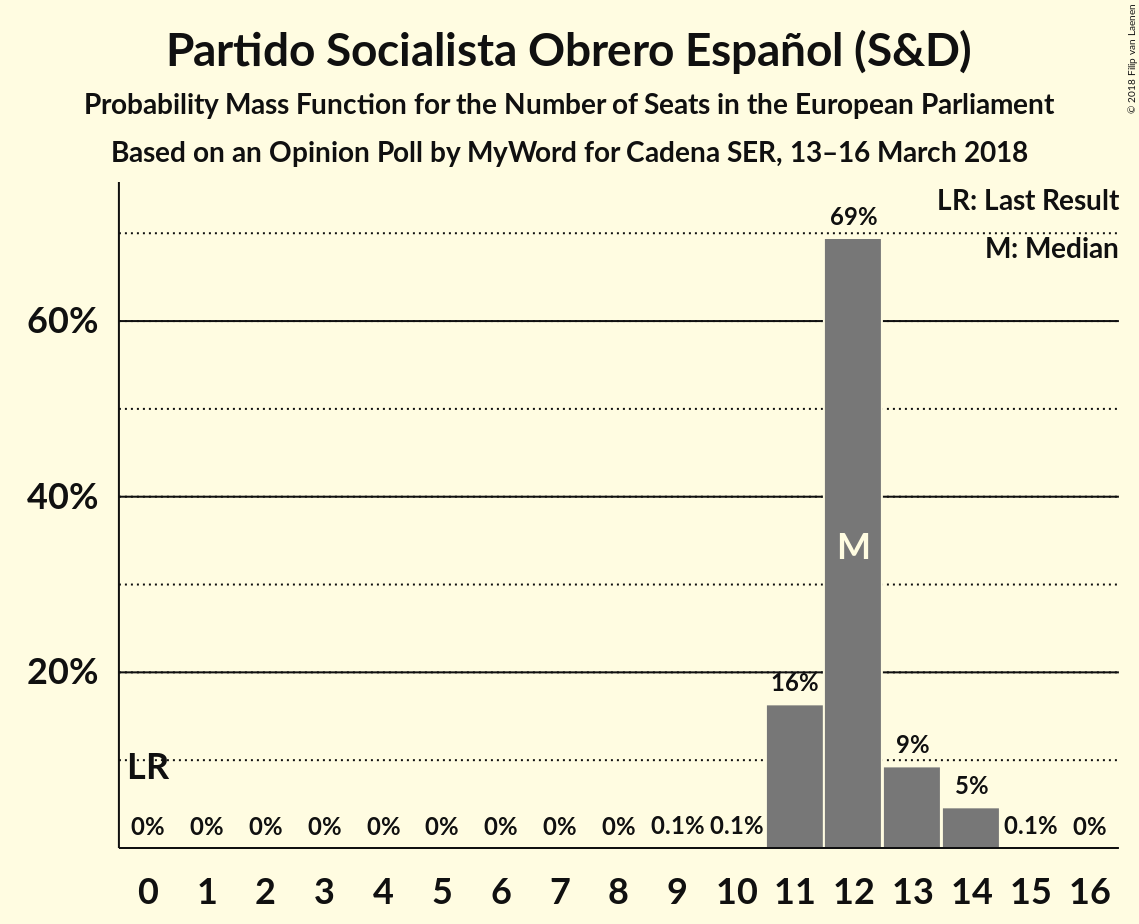 Partido Socialista Obrero Español (S&D)
Probability Mass Function for the Number of Seats in the European Parliament
Based on an Opinion Poll by MyWord for Cadena SER, 13–16 March 2018
© 2018 Filip van Laenen
LR: Last Result
M: Median
60%
40%
20%
69%
16%
9%
5%
M
LR
0% 0% 0% 0% 0% 0% 0% 0% 0% 0.1% 0.1% 0.1% 0%
0 1 2 3 4 5 6 7 8 9 10 11 12 13 14 15 16